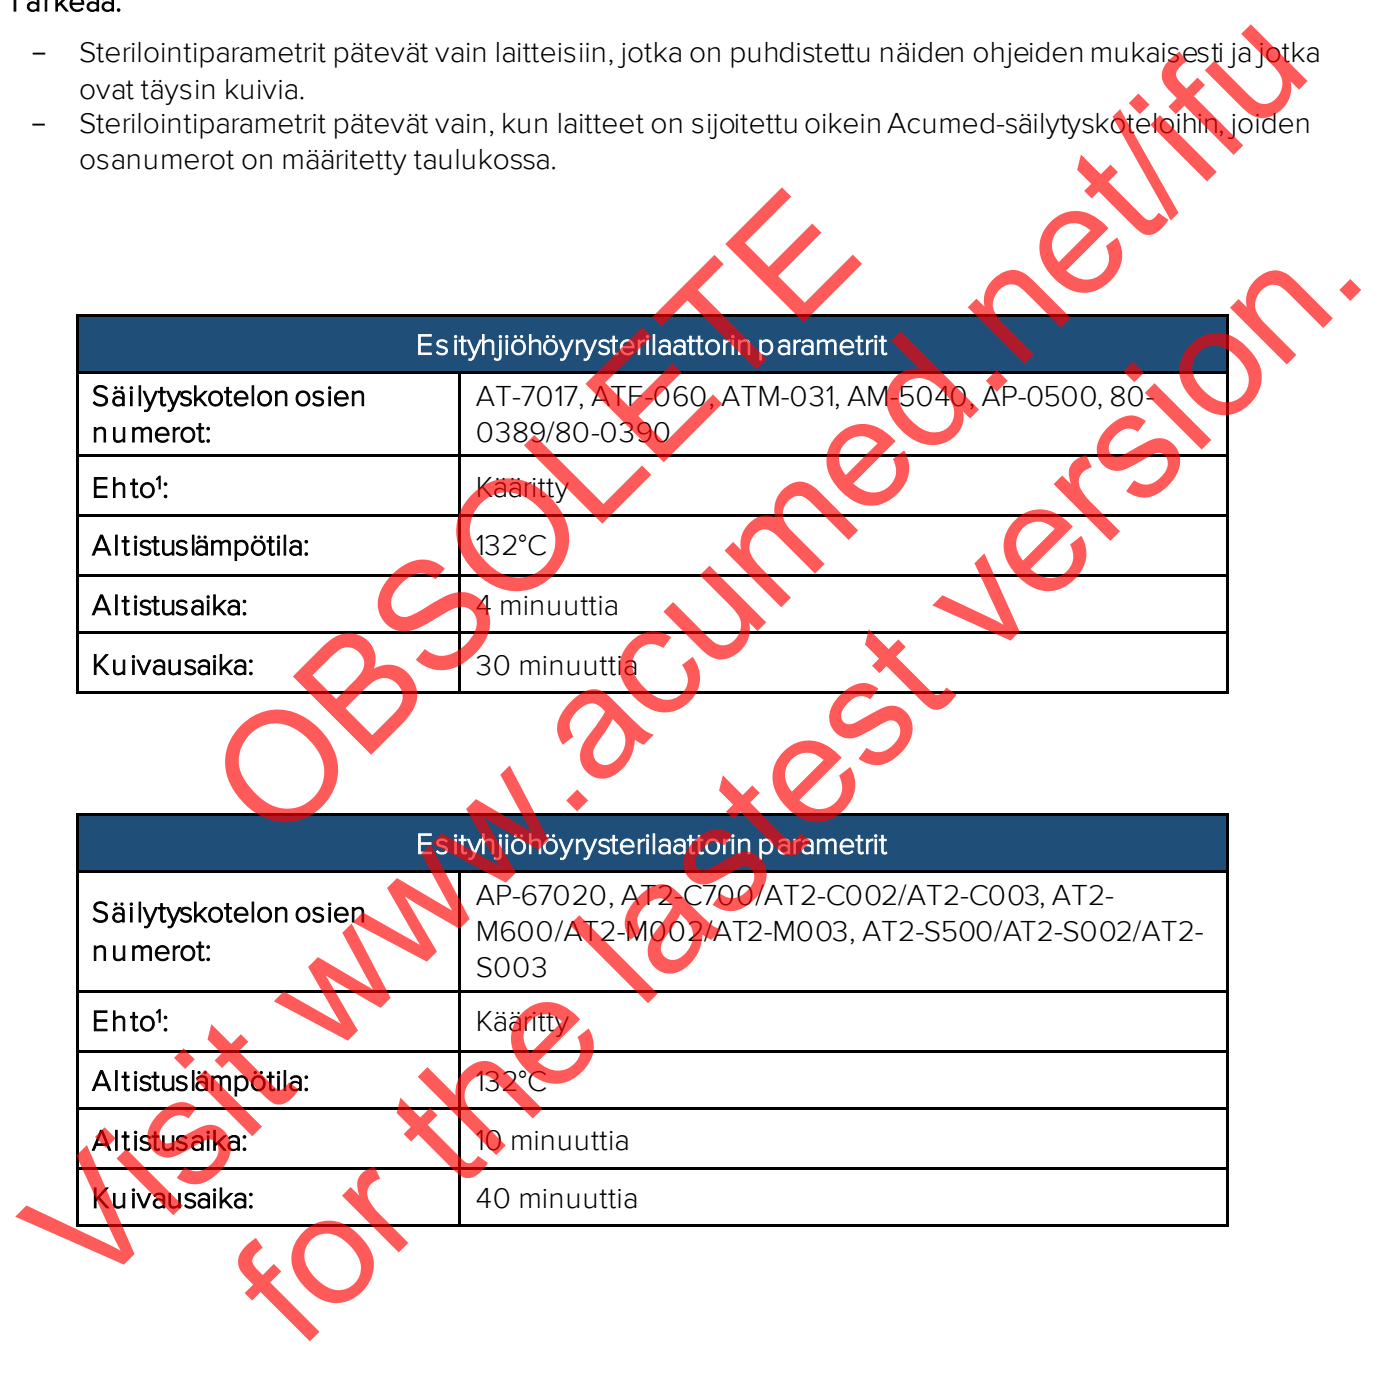 Tärkeää:
– Sterilointiparametrit pätevät vain laitteisiin, jotka on puhdistettu näiden ohjeiden mukaisesti ja jotka
ovat täysin kuivia.
– Sterilointiparametrit pätevät vain, kun laitteet on sijoitettu oikein Acumed-säilytyskoteloihin, joiden
osanumerot on määritetty taulukossa.
Esityhjiöhöyrysterilaattorin parametrit
Säilytyskotelon osien
numerot:
AT-7017, ATF-060, ATM-031, AM-5040, AP-0500, 80-
0389/80-0390
Ehto¹:
Kääritty
Altistuslämpötila:
132°C
Altistusaika:
4 minuuttia
Kuivausaika:
30 minuuttia
Esityhjiöhöyrysterilaattorin parametrit
Säilytyskotelon osien
numerot:
AP-67020, AT2-C700/AT2-C002/AT2-C003, AT2-
M600/AT2-M002/AT2-M003, AT2-S500/AT2-S002/AT2-
S003
Ehto¹:
Kääritty
Altistuslämpötila:
132°C
Altistusaika:
10 minuuttia
Kuivausaika:
40 minuuttia
OBSOLETE
Visit www.acumed.net/ifu
for the lastest version.